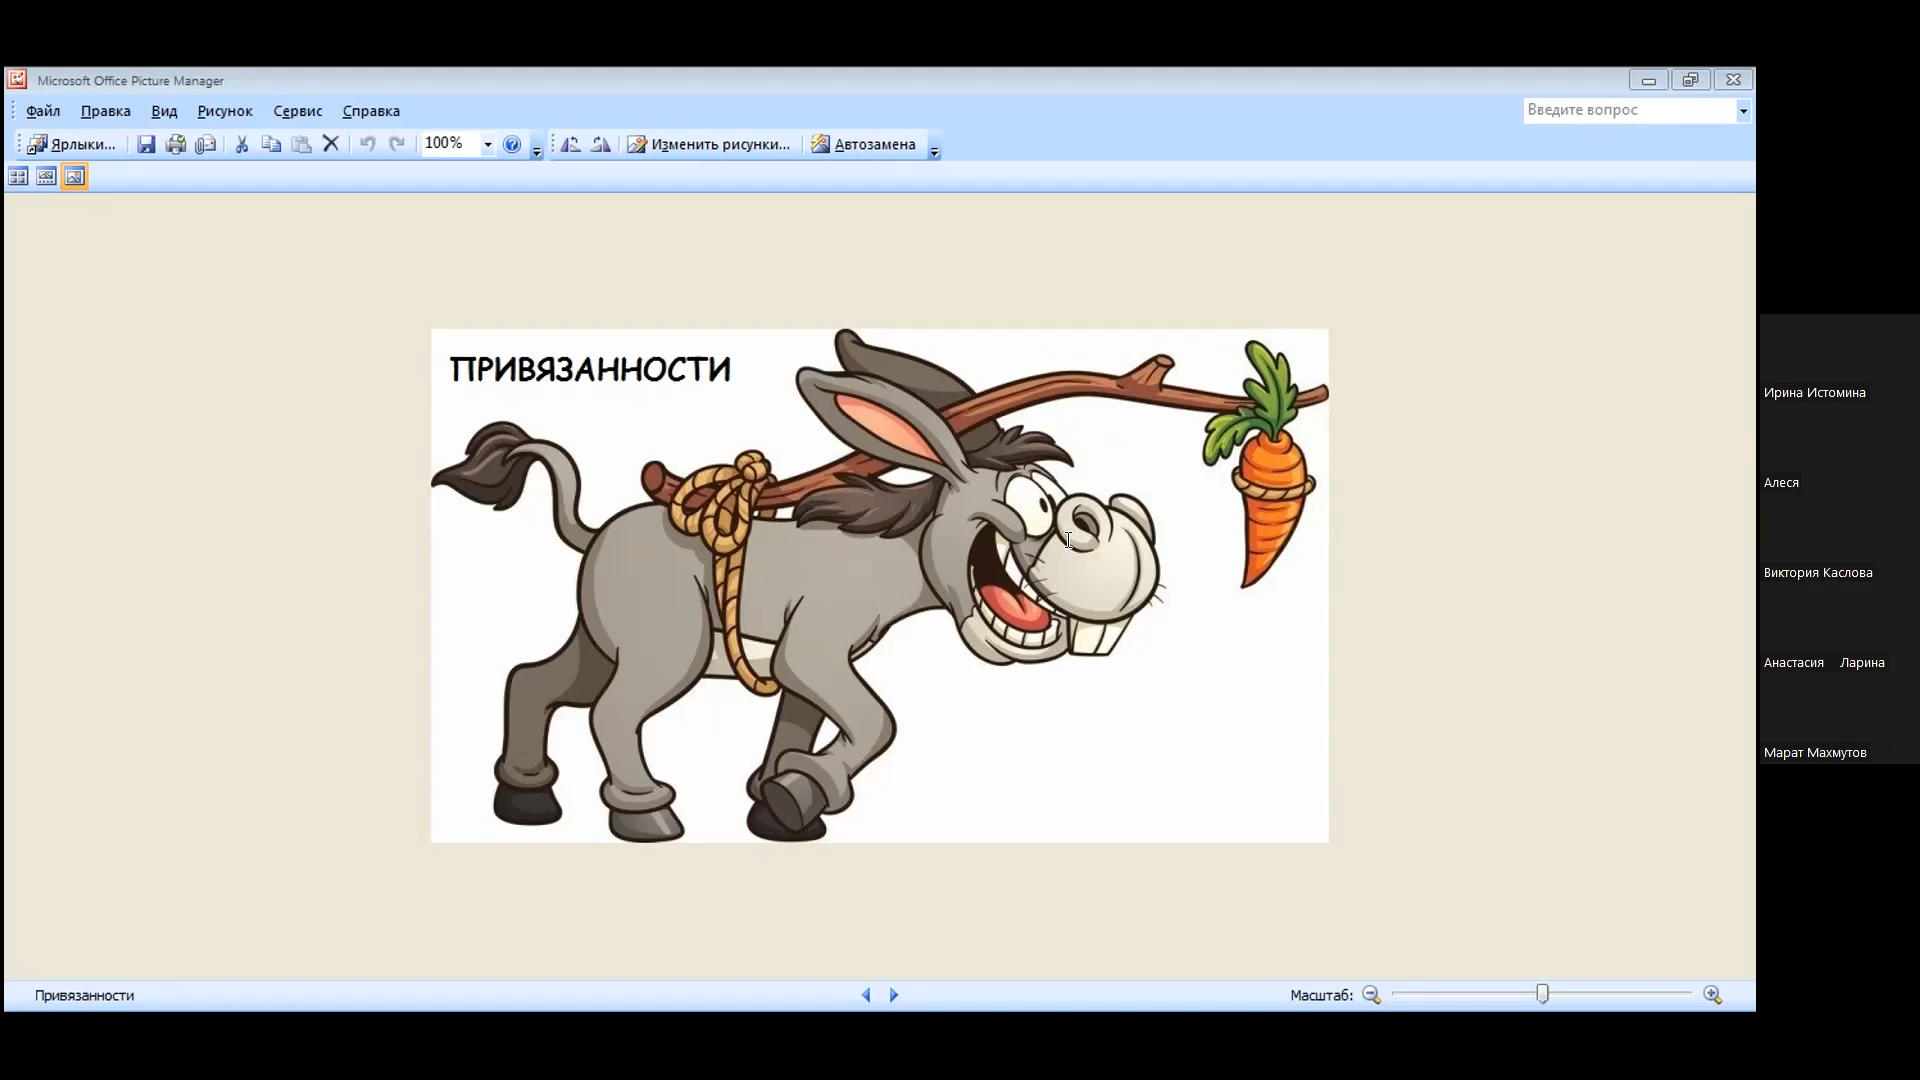 Microsoft Office Picture Manager
Файл Правка Вид Рисунок Сервис Справка
Введите вопрос
Ярлыки... 100% Изменить рисунки... Автозамена
ПРИВЯЗАННОСТИ
Ирина Истомина
Алеся
Виктория Каслова
Анастасия Ларина
Марат Махмутов
Привязанности
Масштаб: